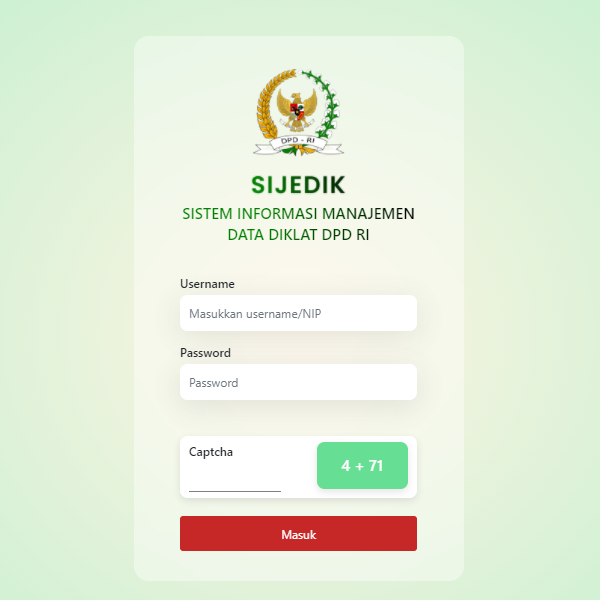 DPD - RI
SIJEDIK
SISTEM INFORMASI MANAJEMEN
DATA DIKLAT DPD RI
Username
Masukkan username/NIP
Password
Password
Captcha
4 + 71
Masuk